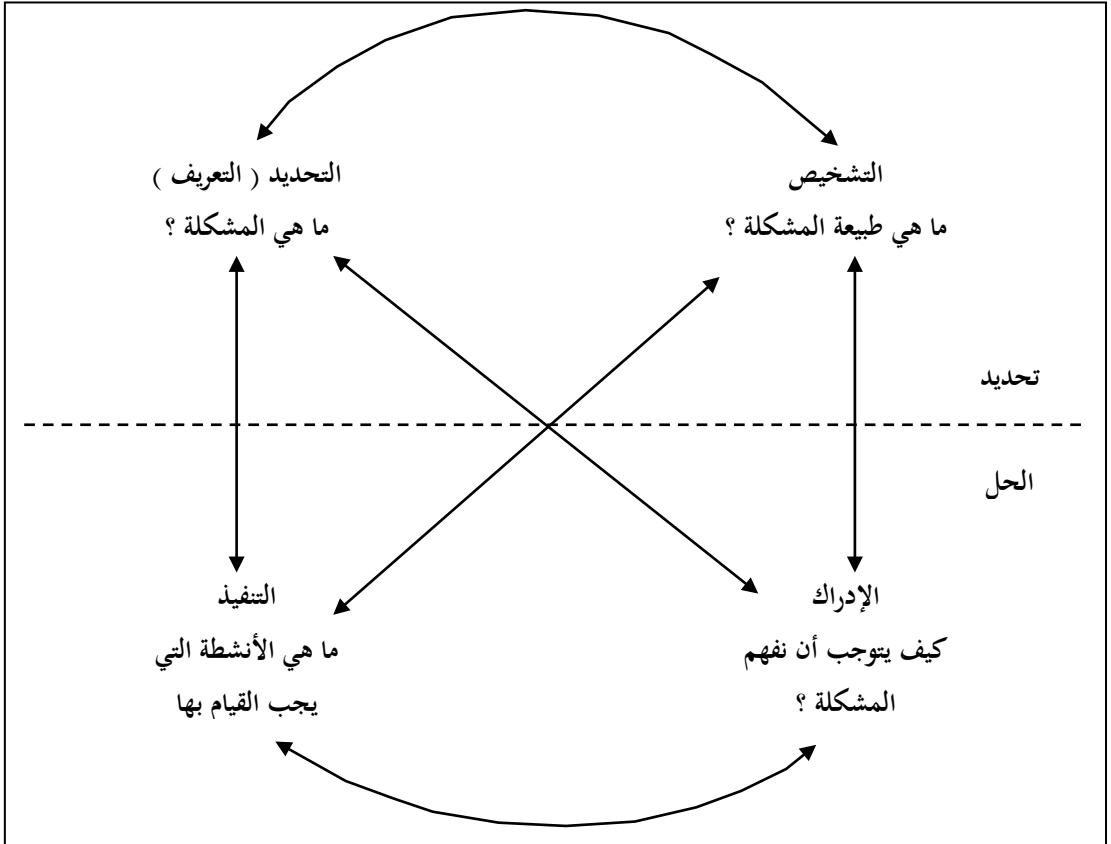 التشخيص
ما هي طبيعة المشكلة ؟
التحديد ( التعريف )
ما هي المشكلة ؟
تحديد
الحل
الإدراك
كيف يتوجب أن نفهم
المشكلة ؟
التنفيذ
ما هي الأنشطة التي
يجب القيام بها